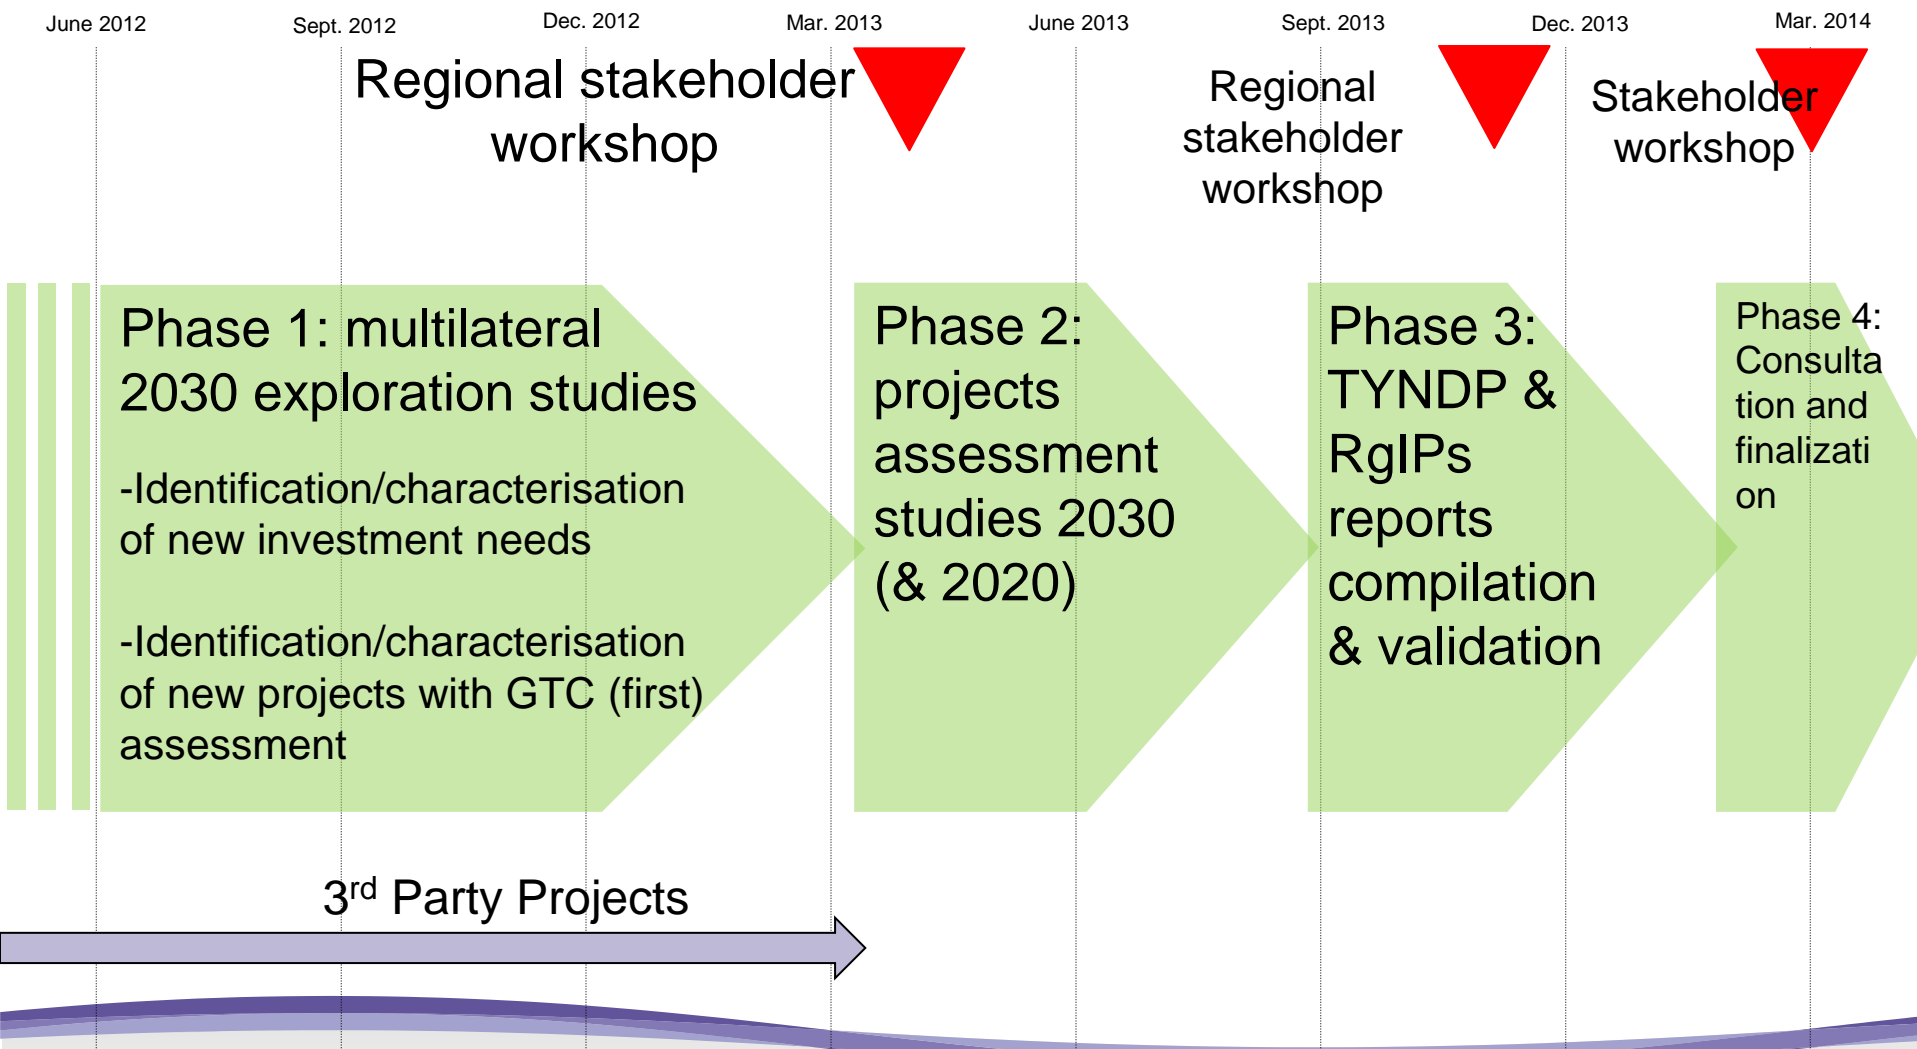 June 2012
Sept. 2012
Dec. 2012
Mar. 2013
June 2013
Sept. 2013
Dec. 2013
Mar. 2014
Regional stakeholder
workshop
Regional
stakeholder
workshop
Stakeholder
workshop
Phase 1: multilateral
2030 exploration studies
-Identification/characterisation
of new investment needs
-Identification/characterisation
of new projects with GTC (first)
assessment
Phase 2:
projects
assessment
studies 2030
(& 2020)
Phase 3:
TYNDP &
RgIPs
reports
compilation
& validation
Phase 4:
Consulta
tion and
finalizati
on
3rd Party Projects